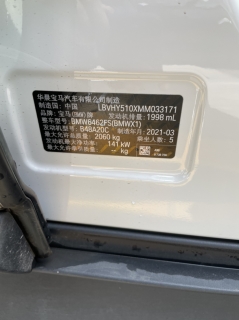 华晨宝马汽车有限公司制造
制造国:中国 LBVHY510XMM033171
品牌:宝马(BMW)牌 发动机排量:1998 mL
整车型号:BMW6462FS(BMWX1)
发动机型号:B48A20C 制造年月:2021-03
最大允许总质量:2060 kg 乘坐人数:5
发动机最大净功率:141 kW
kg